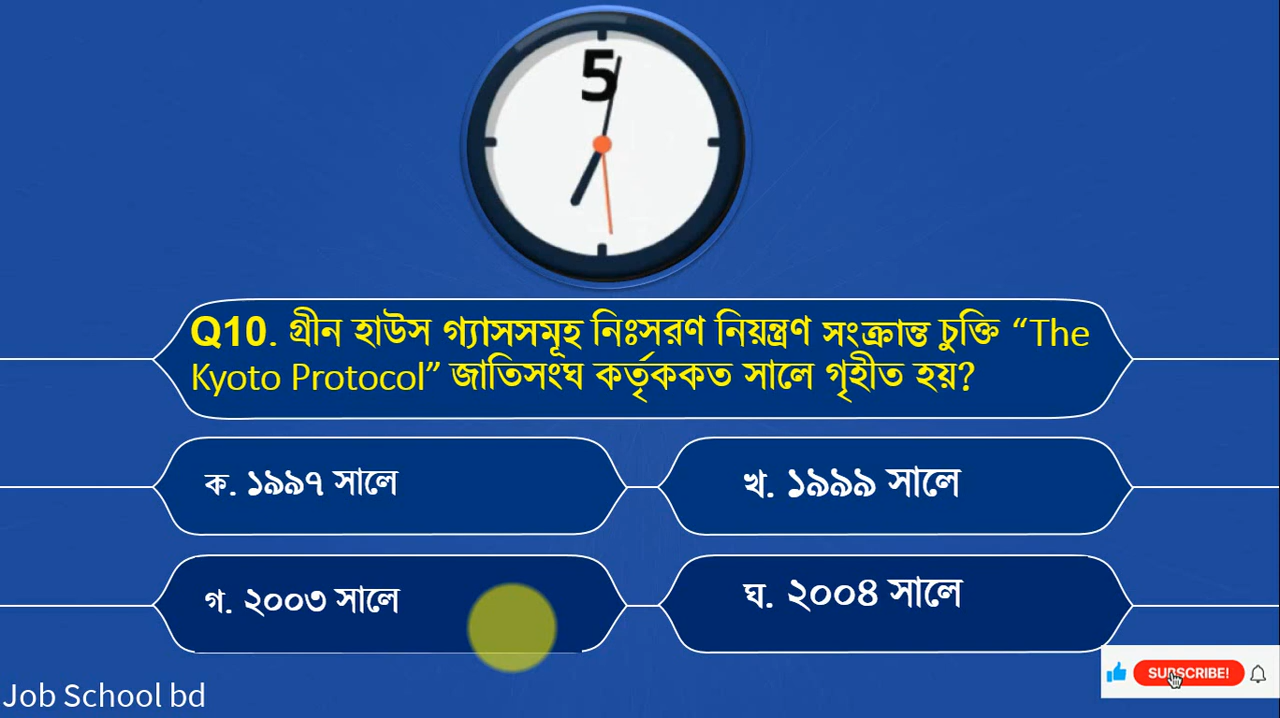 5
Q10. গ্রীন হাউস গ্যাসসমূহ নিঃসরণ নিয়ন্ত্রণ সংক্রান্ত চুক্তি “The
Kyoto Protocol” জাতিসংঘ কর্তৃককত সালে গৃহীত হয়?
ক. ১৯৯৭ সালে
খ. ১৯৯৯ সালে
গ. ২০০৩ সালে
ঘ. ২০০৪ সালে
SUBSCRIBE!
Job School bd